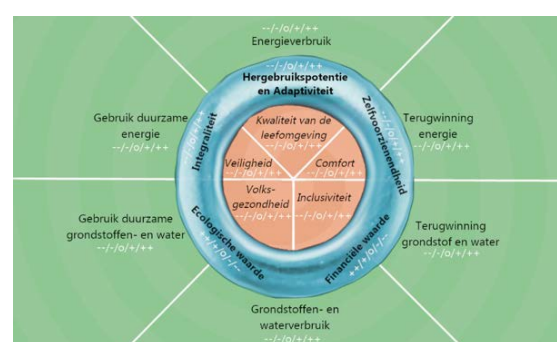 --/-/o/+/++
Energieverbruik
--/-/o/+/++
Hergebruikspotentie
en Adaptiviteit
Integraliteit
--/-/o/+/++
Zelfvoorzienendheid
--/-/o/+/++
Gebruik duurzame
energie
--/-/o/+/++
Terugwinning
energie
--/-/o/+/++
Kwaliteit van de
leefomgeving
--/-/o/+/++
Veiligheid
--/-/o/+/++
Comfort
--/-/o/+/++
Volks-
gezondheid
--/-/o/+/++
Inclusiviteit
--/-/o/+/++
Gebruik duurzame
grondstoffen- en water
--/-/o/+/++
Terugwinning
grondstof en water
--/-/o/+/++
Ecologische waarde
++/+/o/-/--
Financiële waarde
++/+/o/-/--
Grondstoffen- en
waterverbruik
--/-/o/+/++